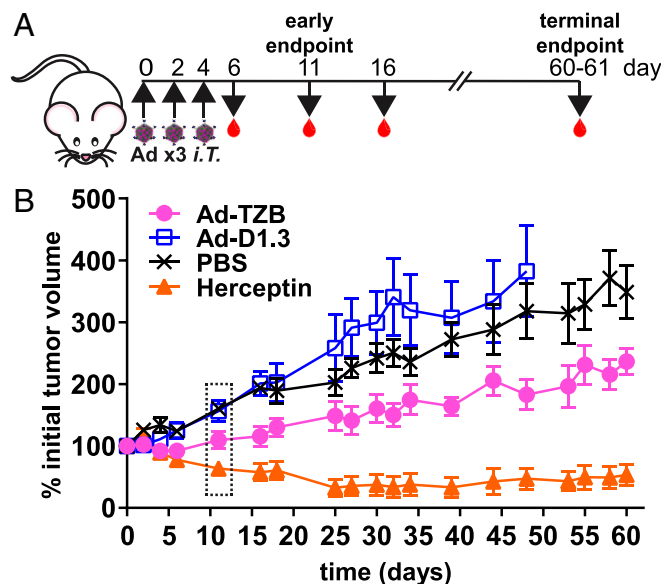 A
early
endpoint
terminal
endpoint
0 2 4 6 11 16 60-61 day
Ad x3 i.T.
B
Ad-TZB
Ad-D1.3
PBS
Herceptin
% initial tumor volume
500
400
300
200
100
0
0 5 10 15 20 25 30 35 40 45 50 55 60
time (days)